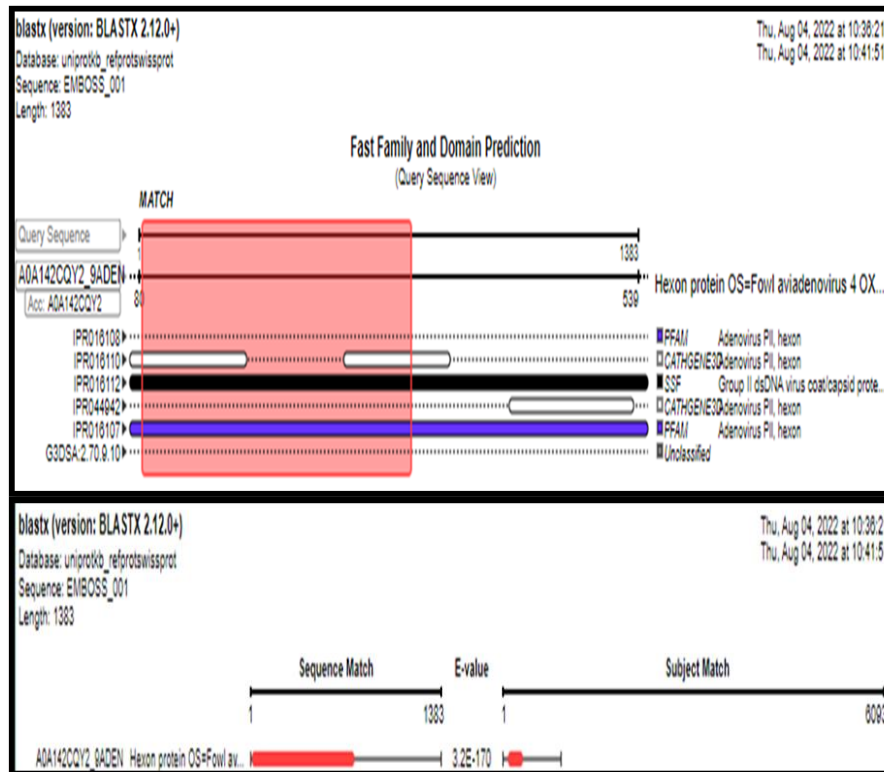 blastx (version: BLASTX 2.12.0+)
Thu, Aug 04, 2022 at 10:36:21
Database: uniprotkb_refprotswissprot
Thu, Aug 04, 2022 at 10:41:51
Sequence: EMBOSS_001
Length: 1383
Fast Family and Domain Prediction
(Query Sequence View)
MATCH
Query Sequence
1383
A0A142CQY2_9ADEN
Hexon protein OS=Fowl aviadenovirus 4 OX...
Acc: A0A142CQY2
80
539
IPR016108 PFAM Adenovirus PII, hexon
IPR016110 CATHGENE3D Adenovirus PII, hexon
IPR016112 SSF Group II dsDNA virus coat/capsid prote...
IPR044942 CATHGENE3D Adenovirus PII, hexon
IPR016107 PFAM Adenovirus PII, hexon
G3DSA:2.70.9.10 Unclassified
blastx (version: BLASTX 2.12.0+)
Thu, Aug 04, 2022 at 10:36:2
Database: uniprotkb_refprotswissprot
Thu, Aug 04, 2022 at 10:41:5
Sequence: EMBOSS_001
Length: 1383
Sequence Match E-value Subject Match
1 1383 1 6093
A0A142CQY2_9ADEN Hexon protein OS=Fowl av... 3.2E-170